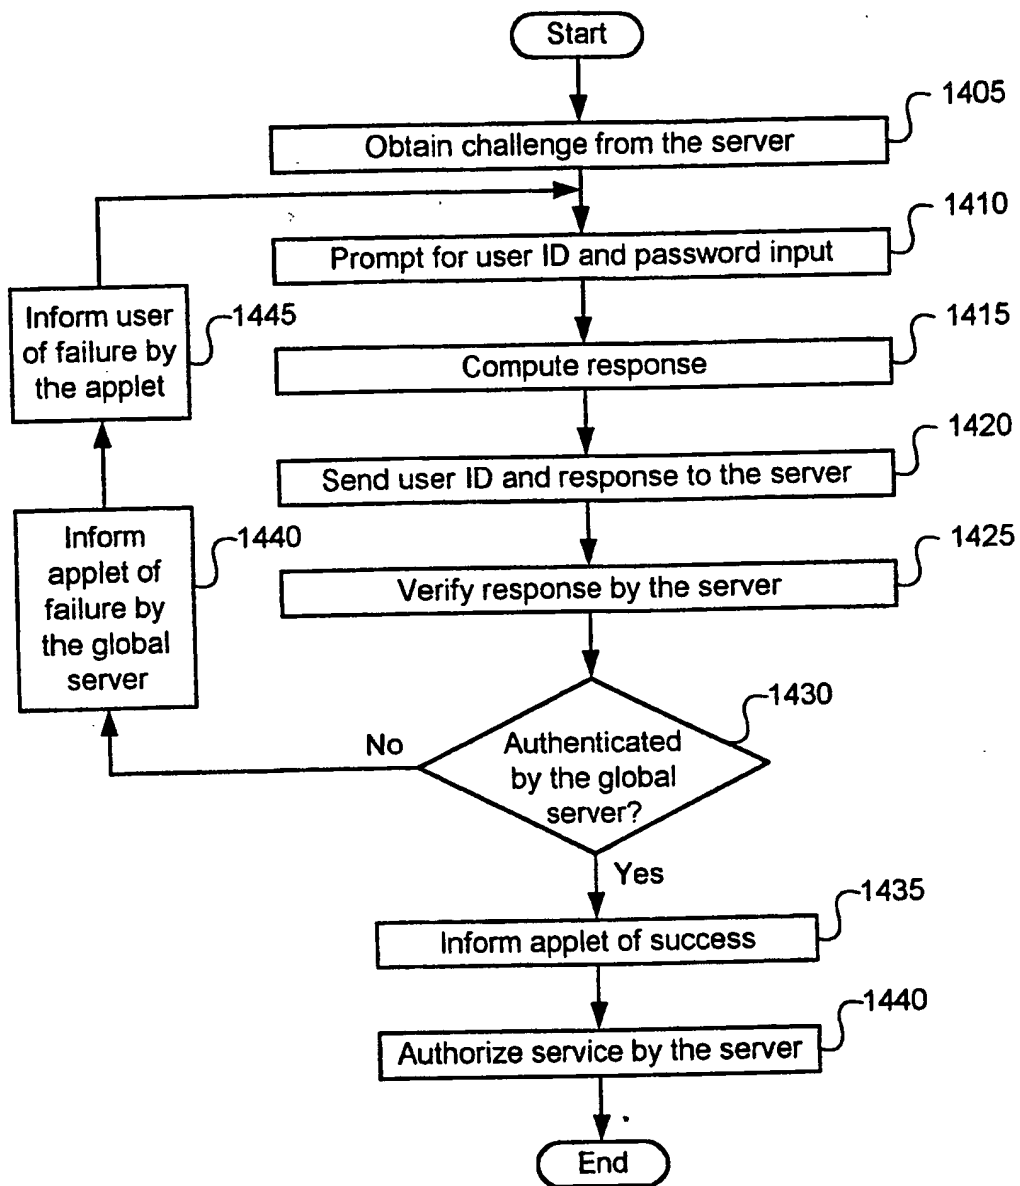 Start
1405
Obtain challenge from the server
1410
Prompt for user ID and password input
1415
Compute response
1420
Send user ID and response to the server
1425
Verify response by the server
1430
Authenticated
by the global
server?
No
1440
Inform
applet of
failure by
the global
server
1445
Inform user
of failure by
the applet
Yes
1435
Inform applet of success
1440
Authorize service by the server
End